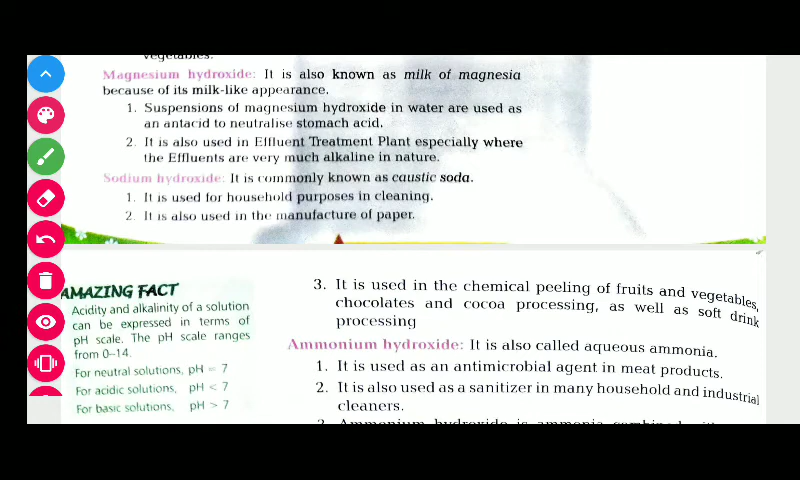 vegetables.
Magnesium hydroxide: It is also known as milk of magnesia
because of its milk-like appearance.
1. Suspensions of magnesium hydroxide in water are used as
an antacid to neutralise stomach acid.
2. It is also used in Effluent Treatment Plant especially where
the Effluents are very much alkaline in nature.
Sodium hydroxide: It is commonly known as caustic soda.
1. It is used for household purposes in cleaning.
2. It is also used in the manufacture of paper.
AMAZING FACT
Acidity and alkalinity of a solution
can be expressed in terms of
pH scale. The pH scale ranges
from 0–14.
For neutral solutions, pH = 7
For acidic solutions, pH < 7
For basic solutions, pH > 7
3. It is used in the chemical peeling of fruits and vegetables,
chocolates and cocoa processing, as well as soft drink
processing
Ammonium hydroxide: It is also called aqueous ammonia.
1. It is used as an antimicrobial agent in meat products.
2. It is also used as a sanitizer in many household and industrial
cleaners.
3. Ammonium hydroxide is ammonia combined